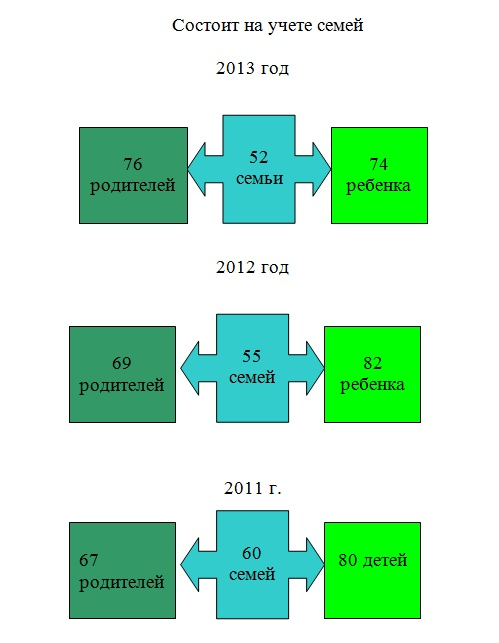 Состоит на учете семей
2013 год
76
родителей
52
семьи
74
ребенка
2012 год
69
родителей
55
семей
82
ребенка
2011 г.
67
родителей
60
семей
80 детей